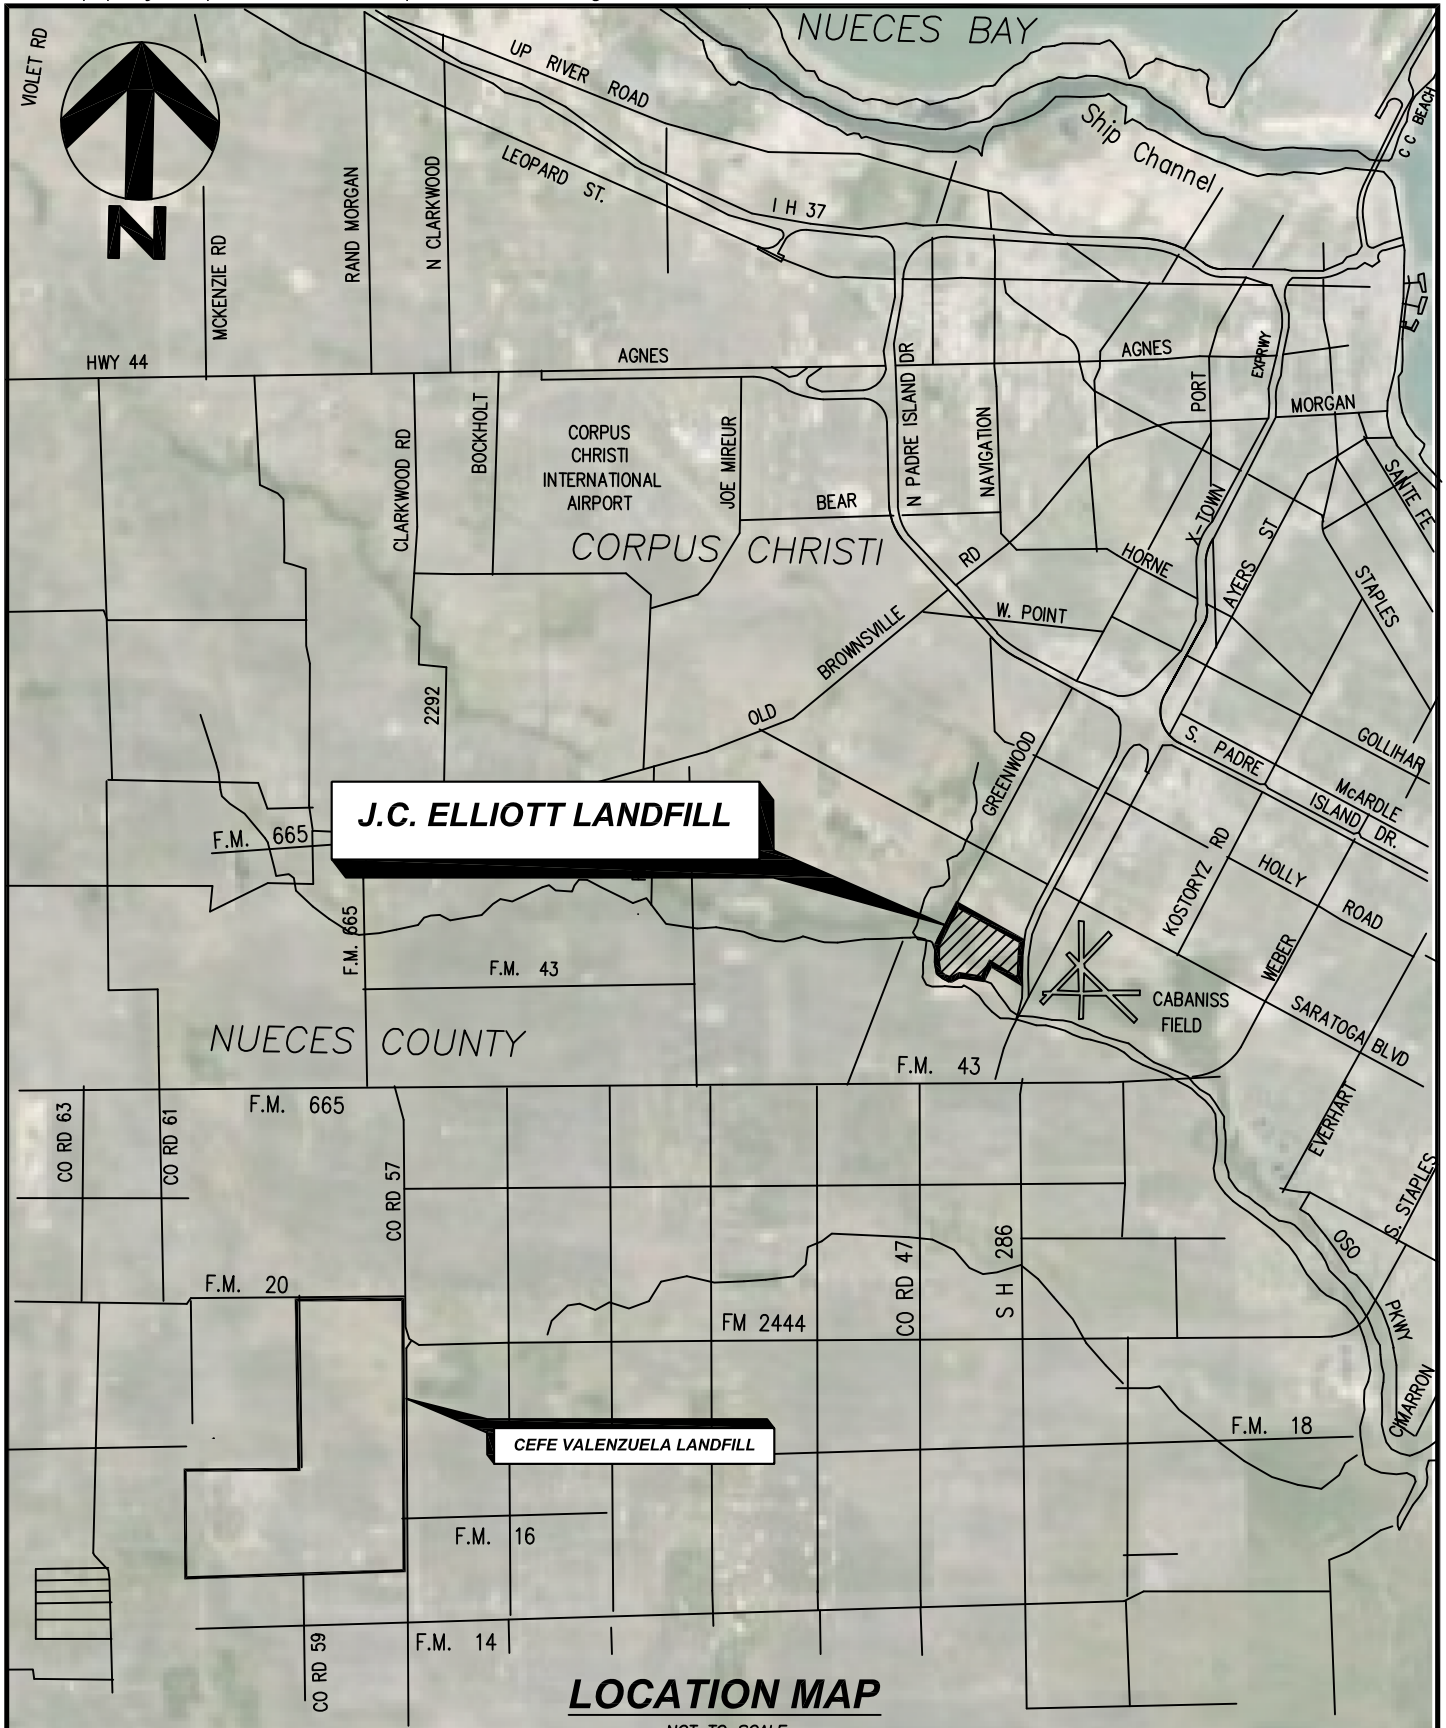 NUECES BAY
VIOLET RD
UP RIVER ROAD
C C BEACH
Ship Channel
LEOPARD ST.
RAND MORGAN
N CLARKWOOD
I H 37
N
MCKENZIE RD
HWY 44
AGNES
AGNES
N PADRE ISLAND DR
EXPRWY
PORT
MORGAN
BOCKHOLT
CLARKWOOD RD
CORPUS
CHRISTI
INTERNATIONAL
AIRPORT
JOE MIREUR
NAVIGATION
BEAR
SANTE FE
X-TOWN
CORPUS CHRISTI
AYERS ST
HORNE
STAPLES
OLD BROWNSVILLE RD
W. POINT
2292
GREENWOOD
S. PADRE ISLAND DR.
GOLLIHAR
McARDLE
J.C. ELLIOTT LANDFILL
F.M. 665
KOSTORYZ RD
HOLLY ROAD
F.M. 665
WEBER
F.M. 43
CABANISS
FIELD
SARATOGA BLVD
NUECES COUNTY
F.M. 43
F.M. 665
CO RD 63
CO RD 61
CO RD 57
EVERHART
S. STAPLES
OSO PKWY
CO RD 47
S H 286
F.M. 20
FM 2444
CIMARRON
F.M. 18
CEFE VALENZUELA LANDFILL
F.M. 16
F.M. 14
CO RD 59
LOCATION MAP
NOT TO SCALE